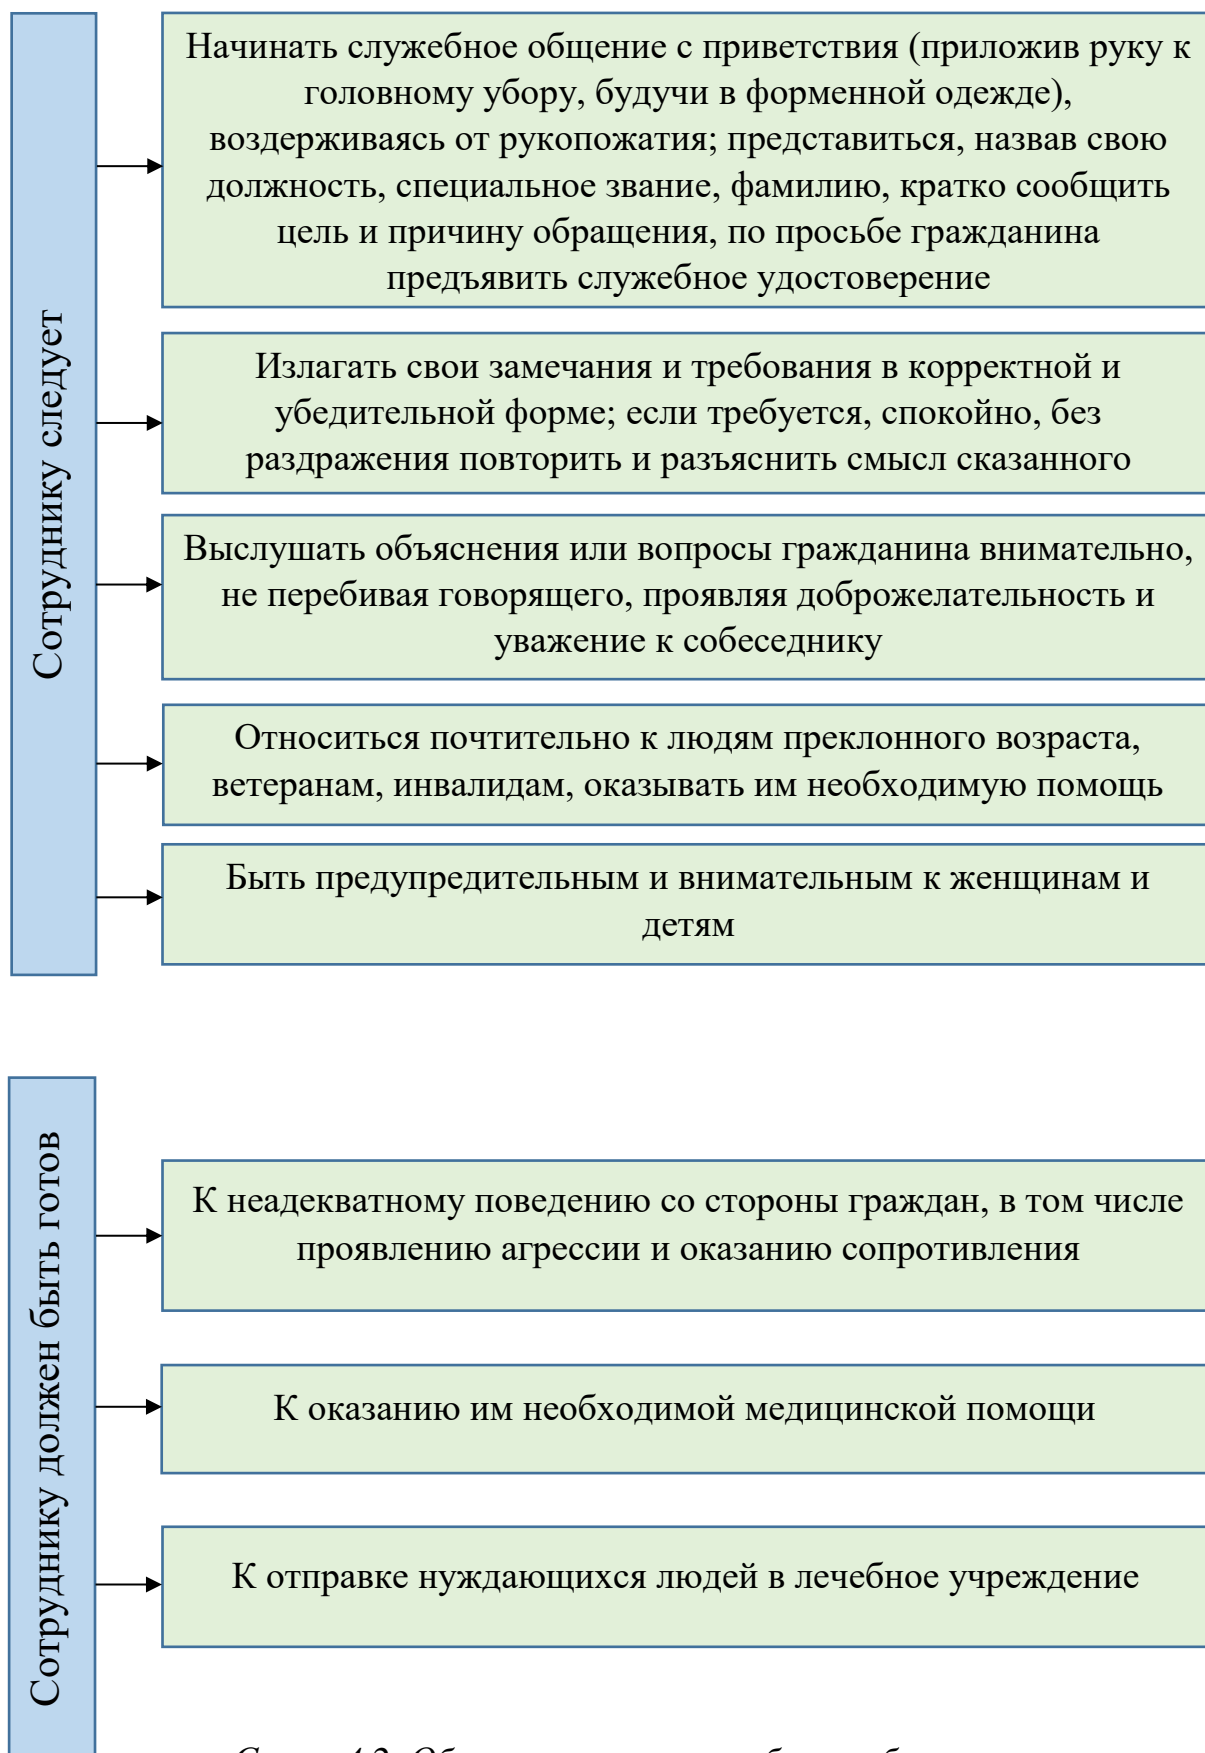 Сотруднику следует
Начинать служебное общение с приветствия (приложив руку к
головному убору, будучи в форменной одежде),
воздерживаясь от рукопожатия; представиться, назвав свою
должность, специальное звание, фамилию, кратко сообщить
цель и причину обращения, по просьбе гражданина
предъявить служебное удостоверение
Излагать свои замечания и требования в корректной и
убедительной форме; если требуется, спокойно, без
раздражения повторить и разъяснить смысл сказанного
Выслушать объяснения или вопросы гражданина внимательно,
не перебивая говорящего, проявляя доброжелательность и
уважение к собеседнику
Относиться почтительно к людям преклонного возраста,
ветеранам, инвалидам, оказывать им необходимую помощь
Быть предупредительным и внимательным к женщинам и
детям
Сотруднику должен быть готов
К неадекватному поведению со стороны граждан, в том числе
проявлению агрессии и оказанию сопротивления
К оказанию им необходимой медицинской помощи
К отправке нуждающихся людей в лечебное учреждение